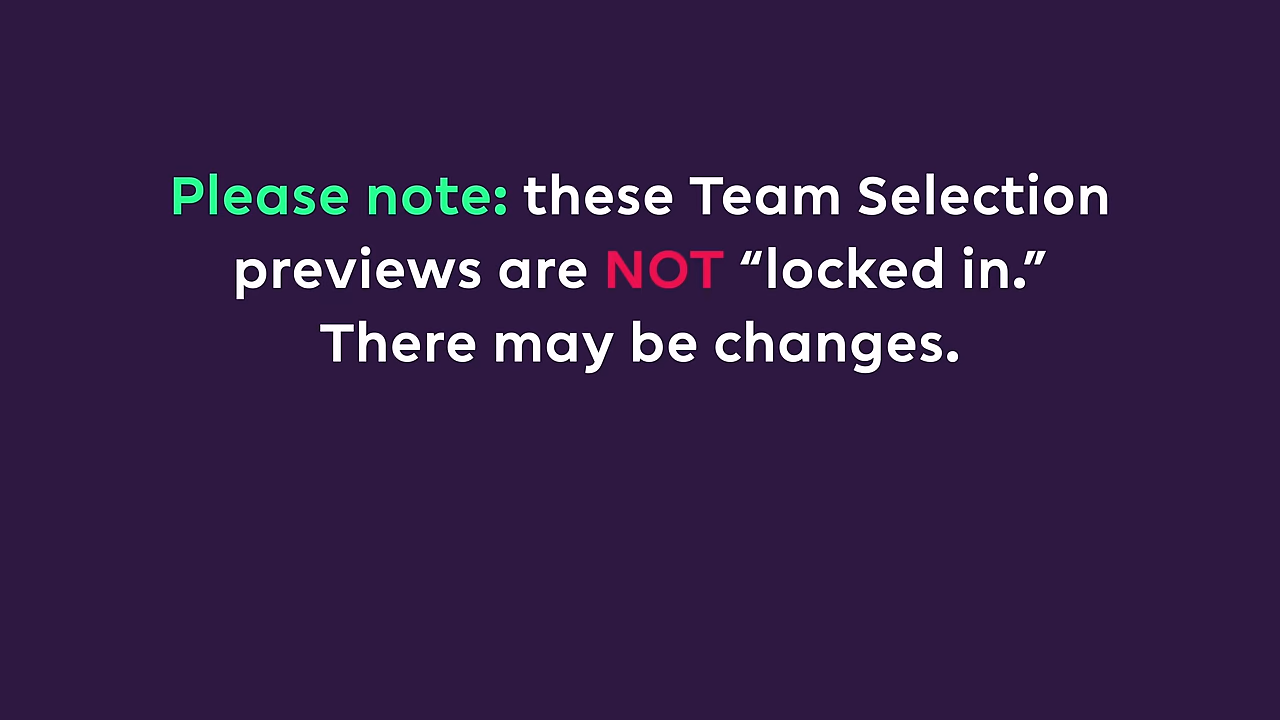 Please note: these Team Selection
previews are NOT “locked in.”
There may be changes.